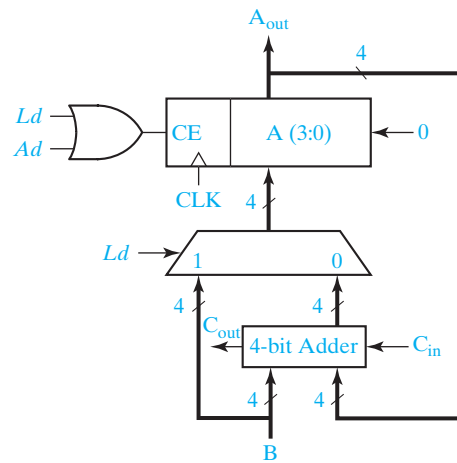 A_out
4
Ld
Ad
CE
A (3:0)
0
CLK
4
Ld
1
0
4
4
C_out
4-bit Adder
C_in
4
4
B